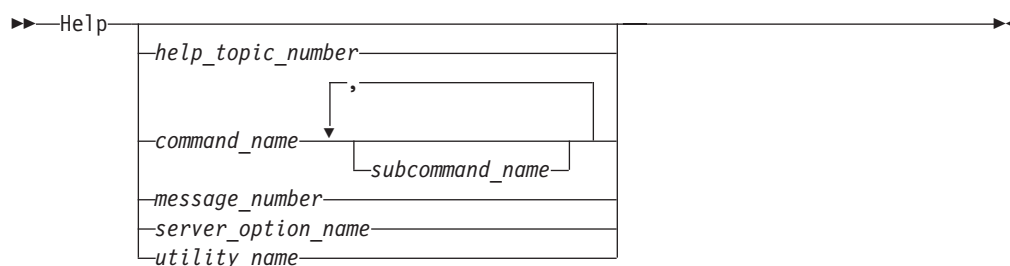 Help
help_topic_number
,
command_name
subcommand_name
message_number
server_option_name
utility_name